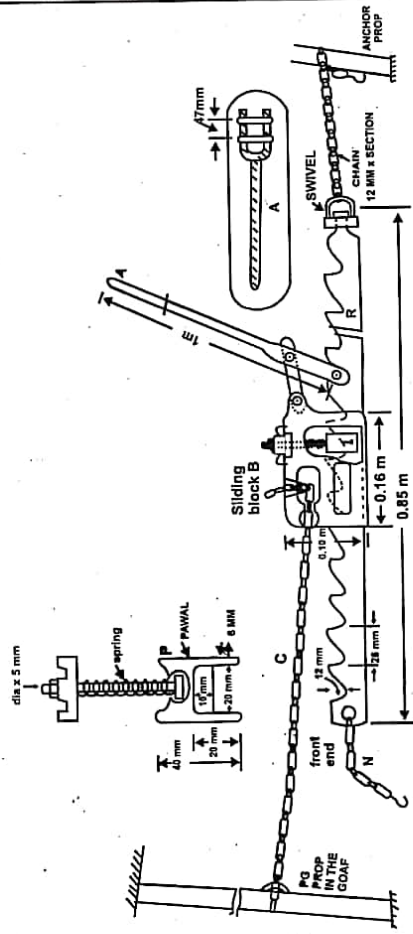 dia x 5 mm
spring
P
PAWAL
40 mm
20 mm
16 mm
20 mm
6 MM
PG
PROP
IN THE
GOAF
C
front
end
N
12 mm
26 mm
Sliding
block B
0.10 m
0.16 m
0.85 m
1m
A
R
47mm
A
SWIVEL
CHAIN
12 MM x SECTION
ANCHOR
PROP